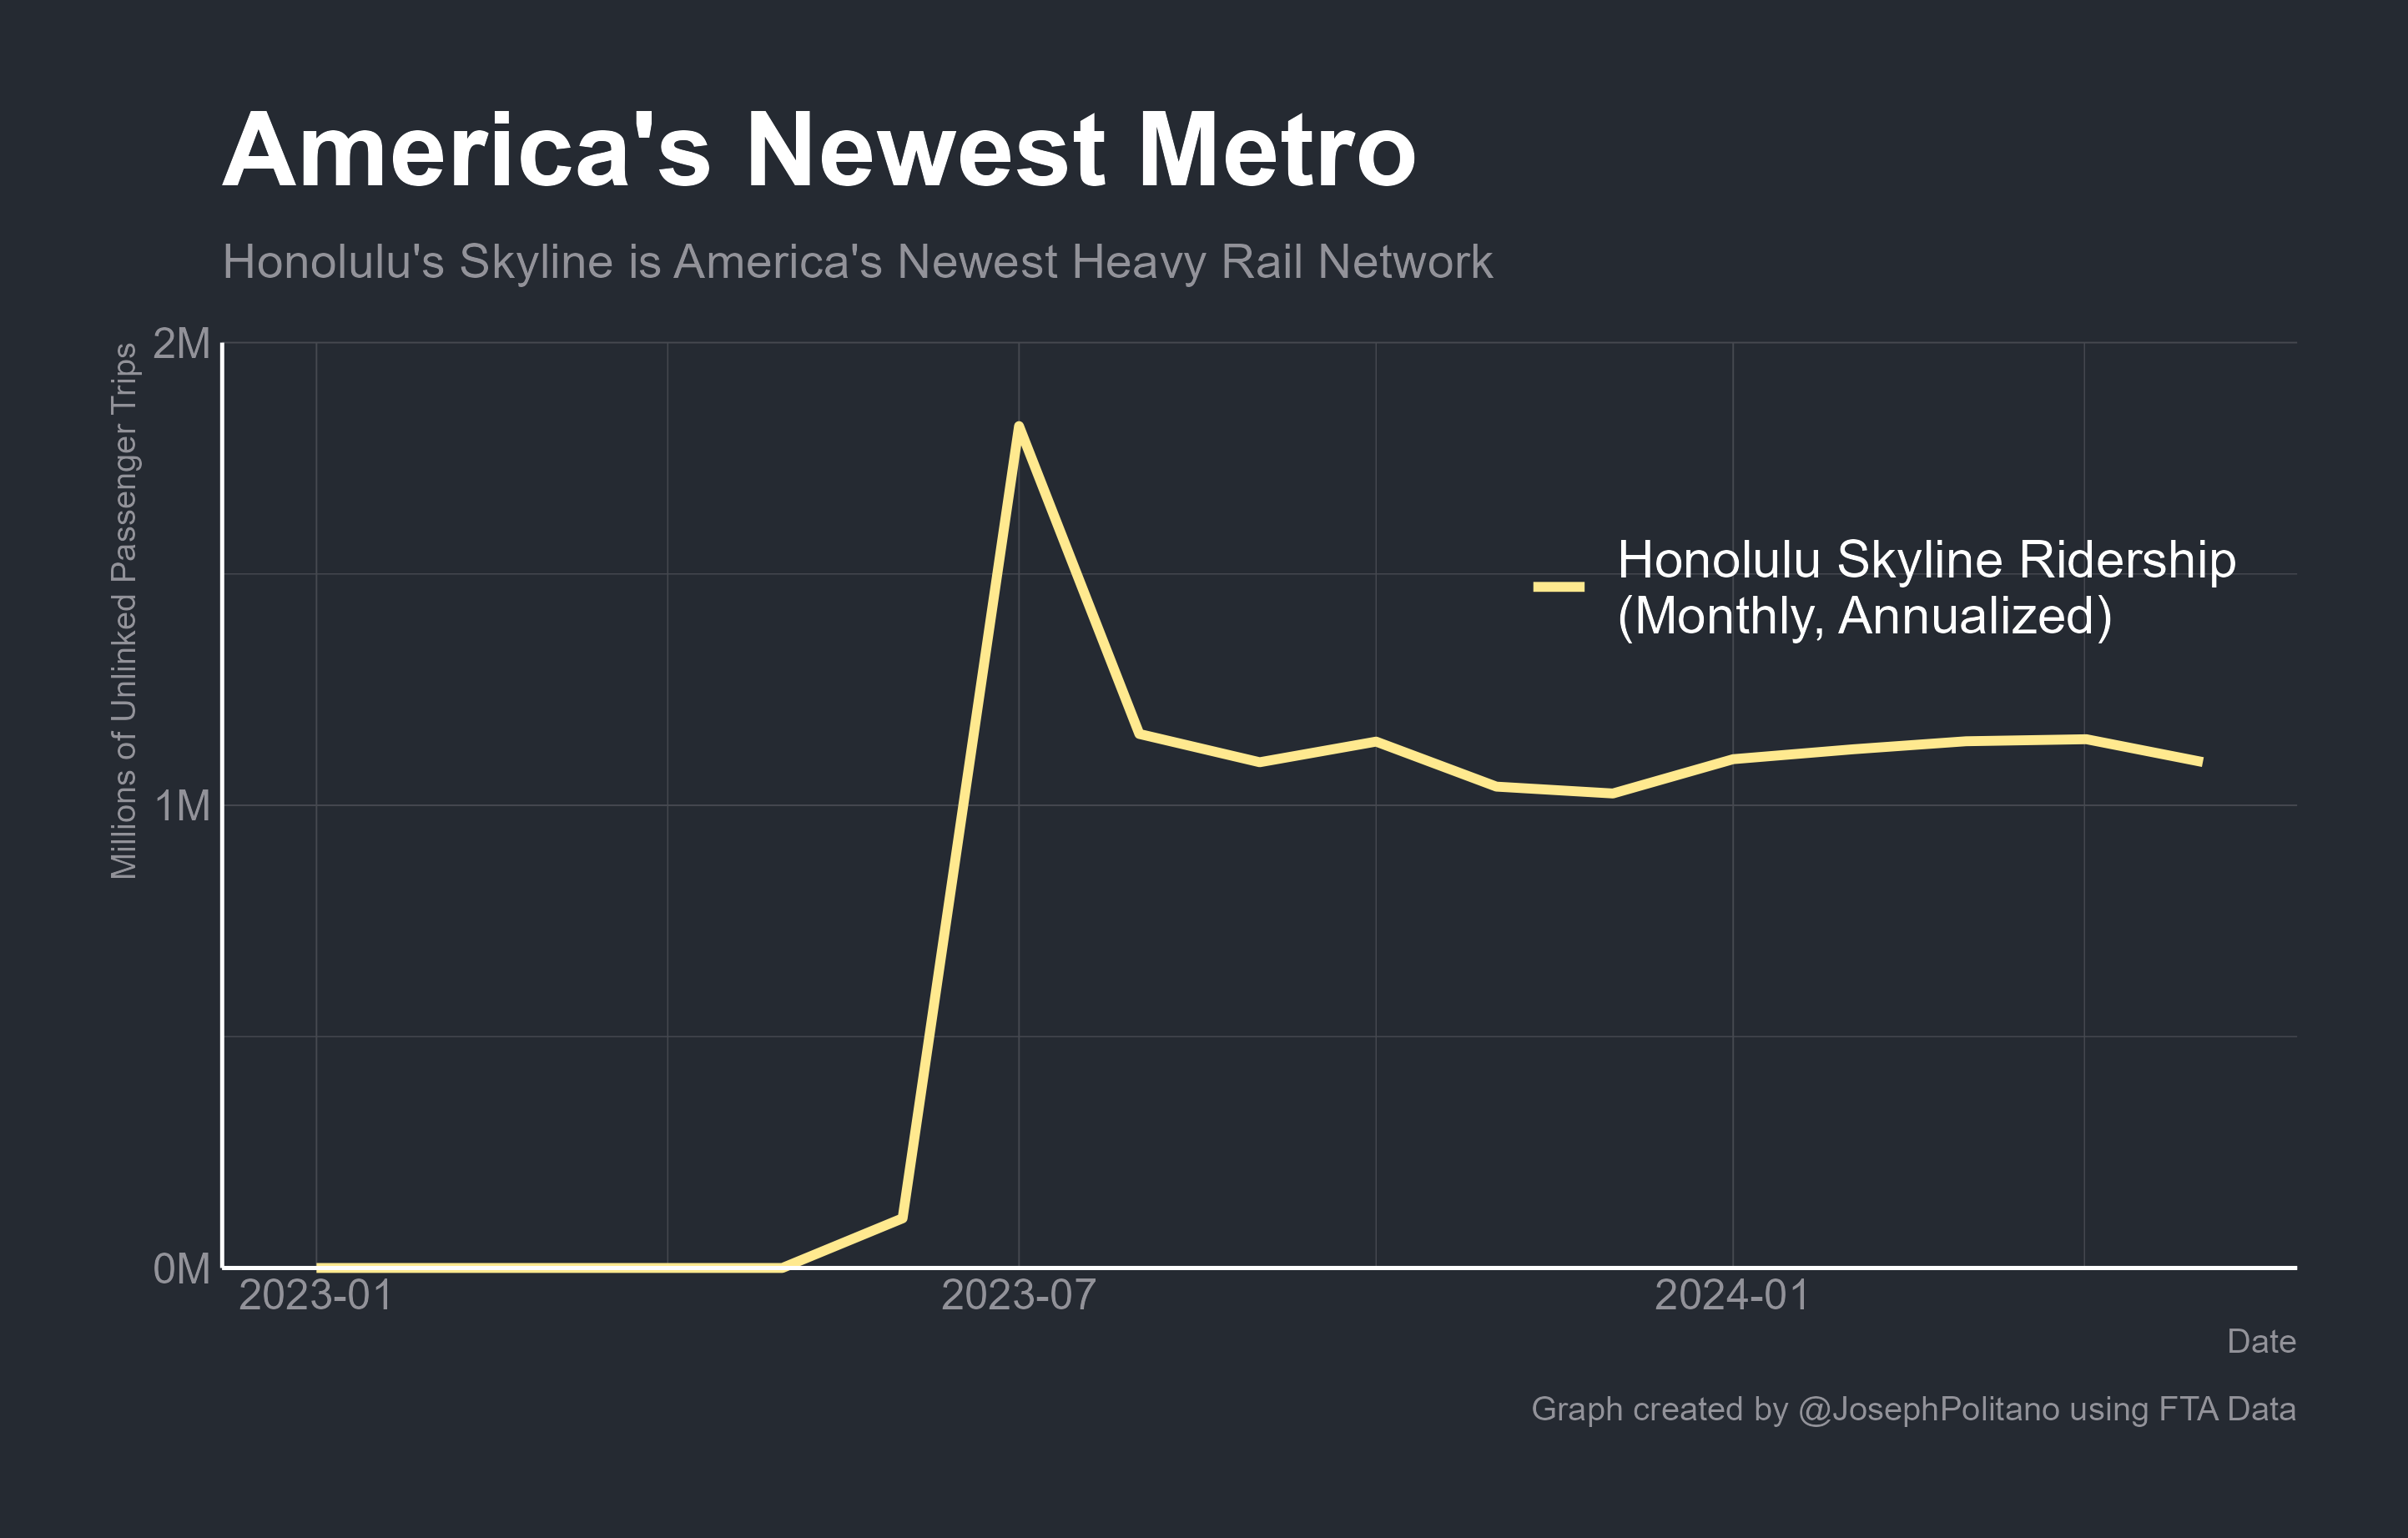 America's Newest Metro
Honolulu's Skyline is America's Newest Heavy Rail Network
Millions of Unlinked Passenger Trips
2M
1M
0M
Honolulu Skyline Ridership
(Monthly, Annualized)
2023-01
2023-07
2024-01
Date
Graph created by @JosephPolitano using FTA Data